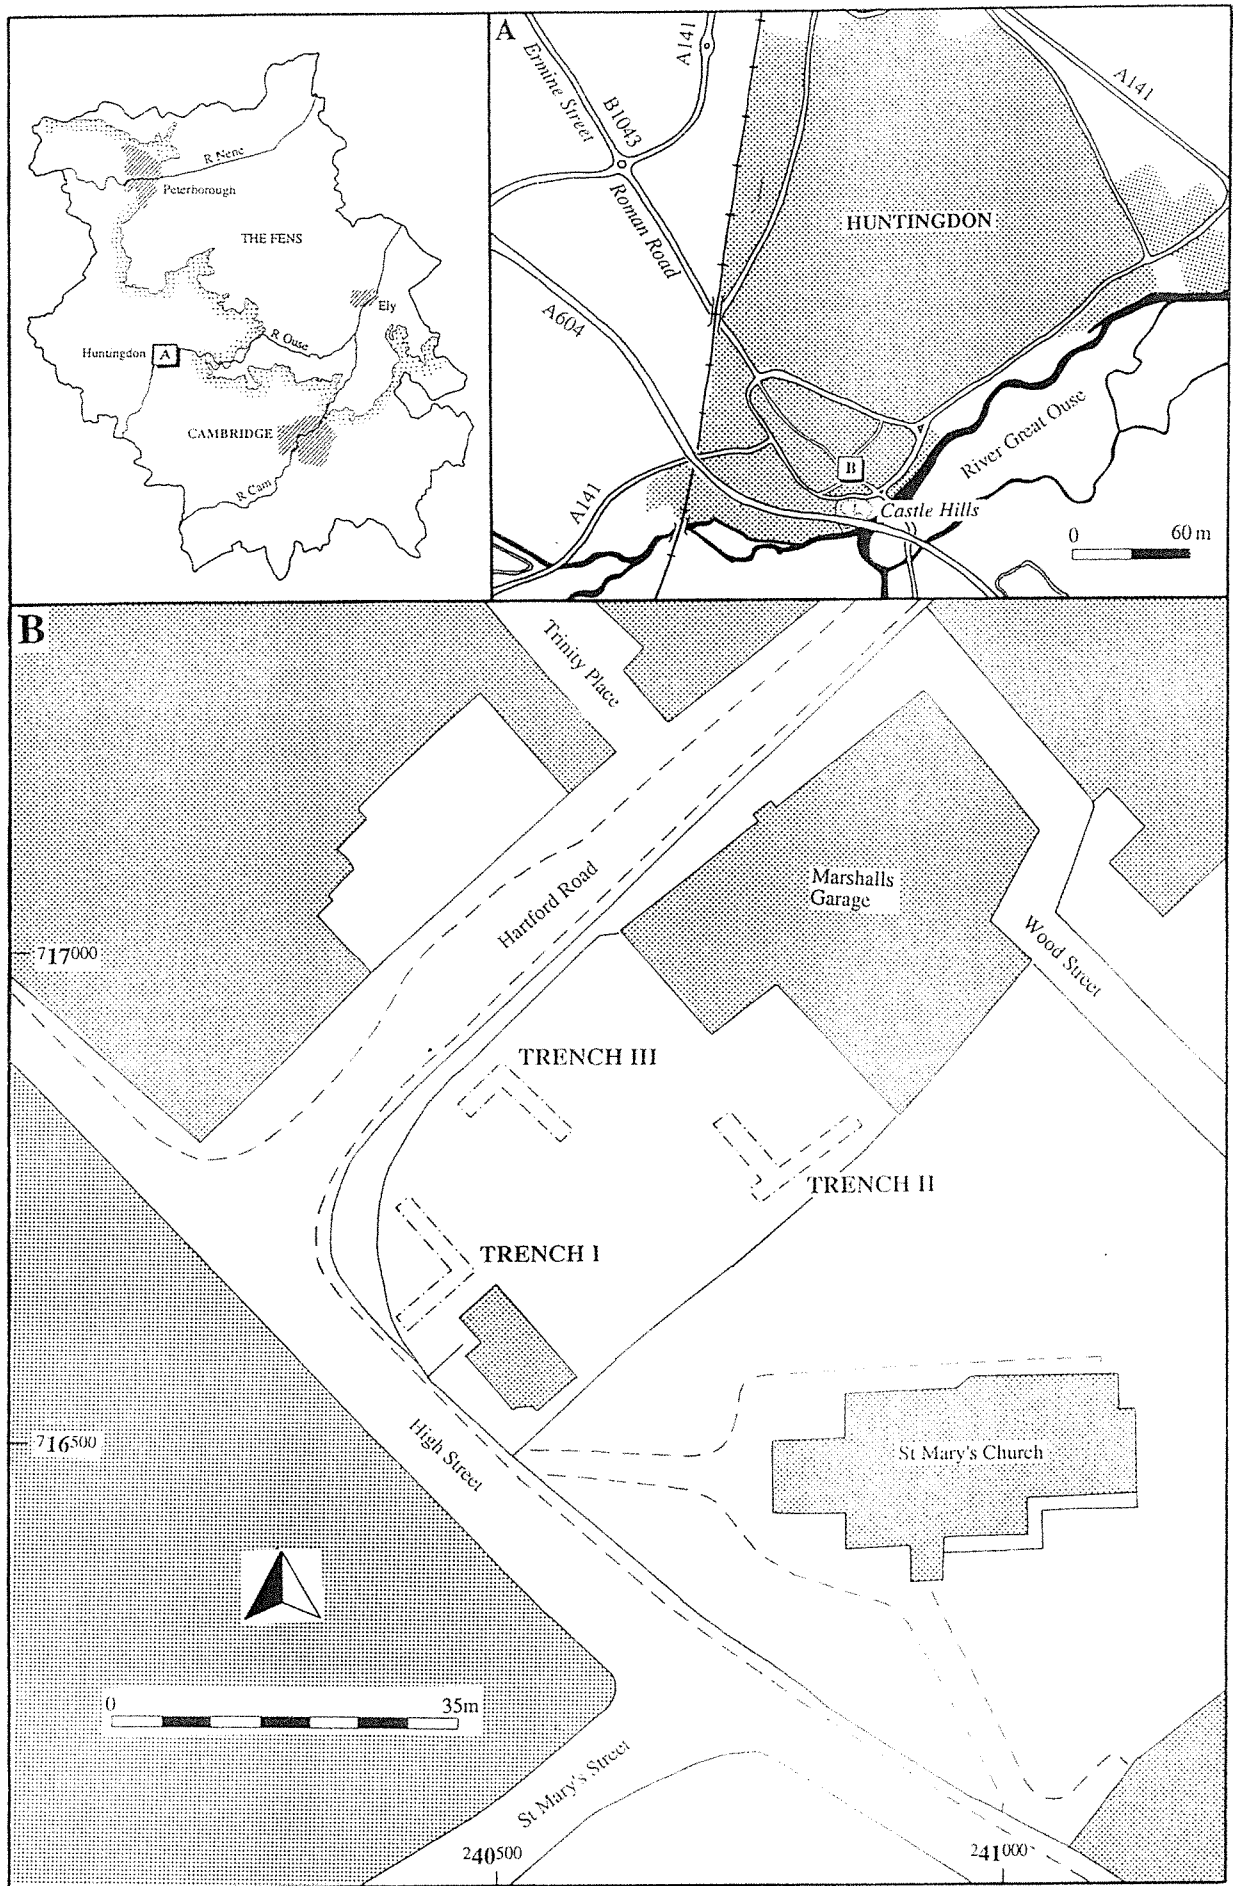 R Nene
Peterborough
THE FENS
Ely
R Ouse
Huntingdon
A
CAMBRIDGE
R Cam
A
Ermine Street
B1043
A141
A141
Roman Road
HUNTINGDON
A604
River Great Ouse
B
A141
Castle Hills
0 60 m
B
Trinity Place
Marshalls
Garage
Hartford Road
Wood Street
717000
TRENCH III
TRENCH II
TRENCH I
High Street
716500
St Mary's Church
0 35m
St Mary's Street
240500
241000